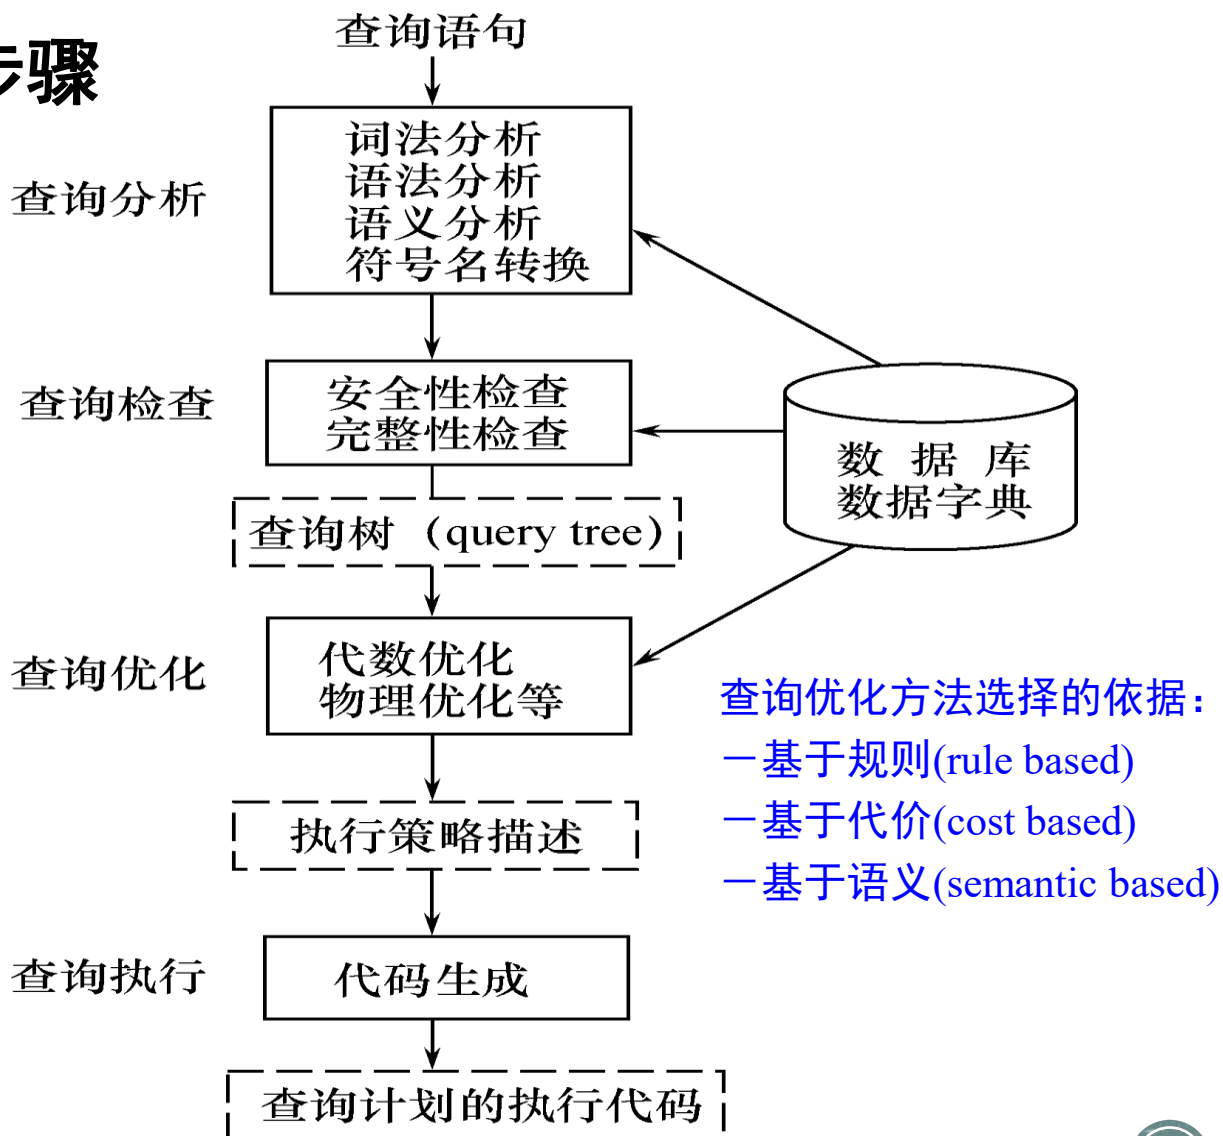 步骤
查询语句
查询分析
词法分析
语法分析
语义分析
符号名转换
查询检查
安全性检查
完整性检查
数 据 库
数据字典
查询树（query tree）
查询优化
代数优化
物理优化等
查询优化方法选择的依据：
－基于规则(rule based)
－基于代价(cost based)
－基于语义(semantic based)
执行策略描述
查询执行
代码生成
查询计划的执行代码